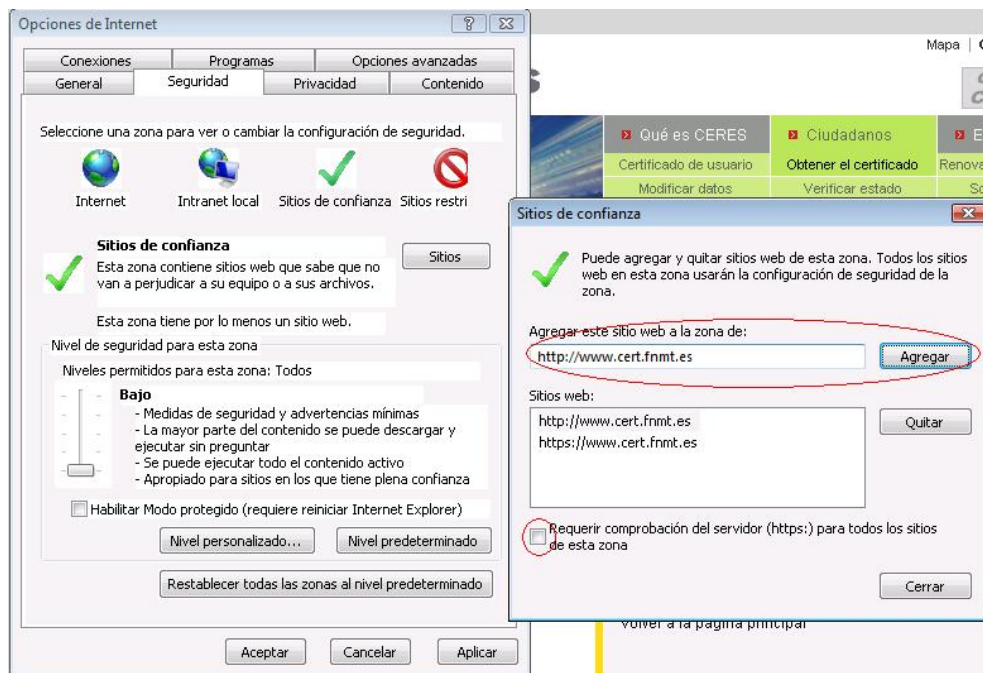 Opciones de Internet
Conexiones Programas Opciones avanzadas
General Seguridad Privacidad Contenido
Seleccione una zona para ver o cambiar la configuración de seguridad.
Internet Intranet local Sitios de confianza Sitios restri
Sitios de confianza
Esta zona contiene sitios web que sabe que no
van a perjudicar a su equipo o a sus archivos.
Sitios
Esta zona tiene por lo menos un sitio web.
Nivel de seguridad para esta zona
Niveles permitidos para esta zona: Todos
Bajo
- Medidas de seguridad y advertencias mínimas
- La mayor parte del contenido se puede descargar y
ejecutar sin preguntar
- Se puede ejecutar todo el contenido activo
- Apropiado para sitios en los que tiene plena confianza
Habilitar Modo protegido (requiere reiniciar Internet Explorer)
Nivel personalizado... Nivel predeterminado
Restablecer todas las zonas al nivel predeterminado
Aceptar Cancelar Aplicar
Mapa |
Qué es CERES Ciudadanos
Certificado de usuario Obtener el certificado
Modificar datos Verificar estado
Sitios de confianza
Puede agregar y quitar sitios web de esta zona. Todos los sitios
web en esta zona usarán la configuración de seguridad de la
zona.
Agregar este sitio web a la zona de:
http://www.cert.fnmt.es Agregar
Sitios web:
http://www.cert.fnmt.es
https://www.cert.fnmt.es
Quitar
Requerir comprobación del servidor (https:) para todos los sitios
de esta zona
Cerrar
Volver a la página principal